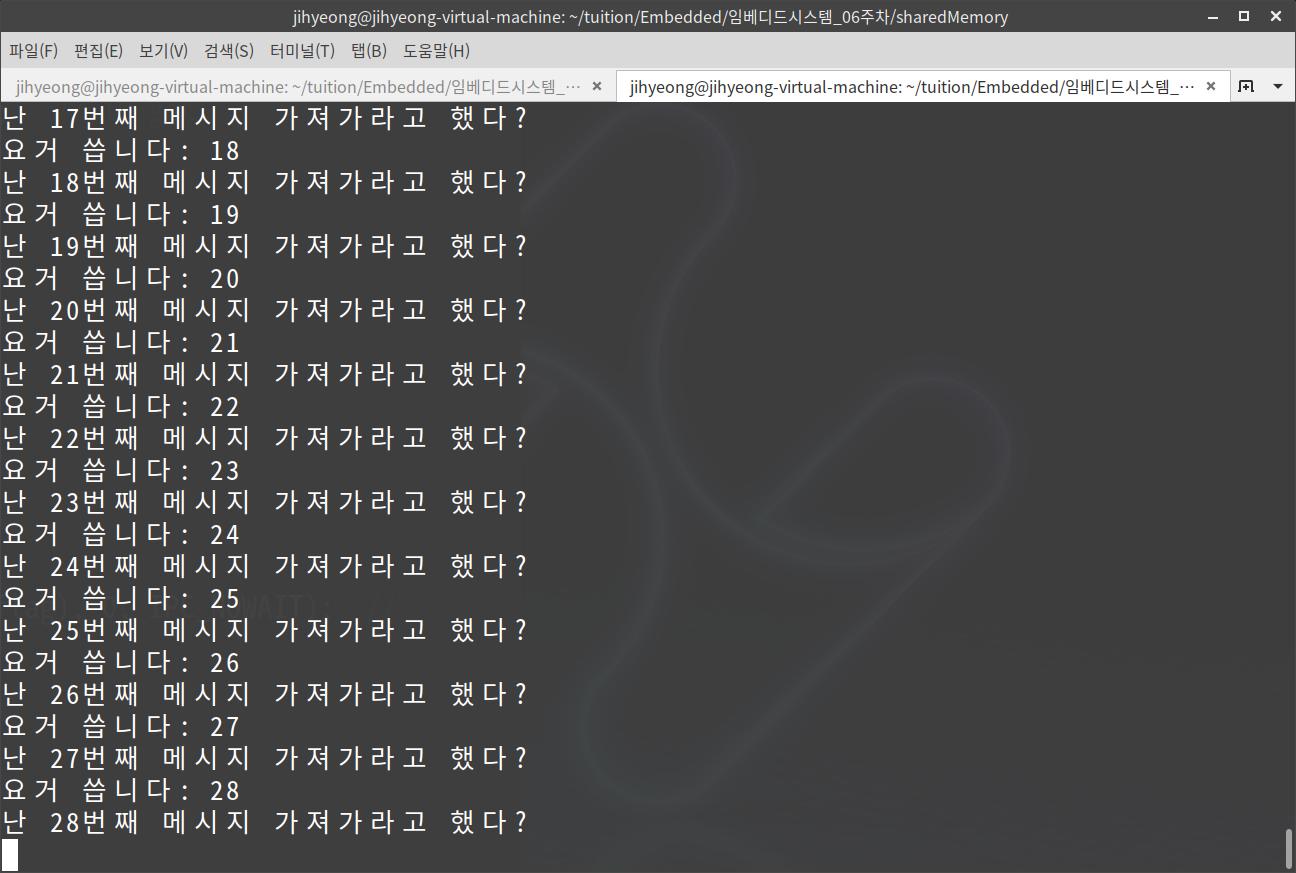 jihyeong@jihyeong-virtual-machine: ~/tuition/Embedded/임베디드시스템_06주차/sharedMemory
파일(F) 편집(E) 보기(V) 검색(S) 터미널(T) 탭(B) 도움말(H)
jihyeong@jihyeong-virtual-machine: ~/tuition/Embedded/임베디드시스템_… jihyeong@jihyeong-virtual-machine: ~/tuition/Embedded/임베디드시스템_…
난 17번째 메시지 가져가라고 했다?
요거 씁니다: 18
난 18번째 메시지 가져가라고 했다?
요거 씁니다: 19
난 19번째 메시지 가져가라고 했다?
요거 씁니다: 20
난 20번째 메시지 가져가라고 했다?
요거 씁니다: 21
난 21번째 메시지 가져가라고 했다?
요거 씁니다: 22
난 22번째 메시지 가져가라고 했다?
요거 씁니다: 23
난 23번째 메시지 가져가라고 했다?
요거 씁니다: 24
난 24번째 메시지 가져가라고 했다?
요거 씁니다: 25
난 25번째 메시지 가져가라고 했다?
요거 씁니다: 26
난 26번째 메시지 가져가라고 했다?
요거 씁니다: 27
난 27번째 메시지 가져가라고 했다?
요거 씁니다: 28
난 28번째 메시지 가져가라고 했다?